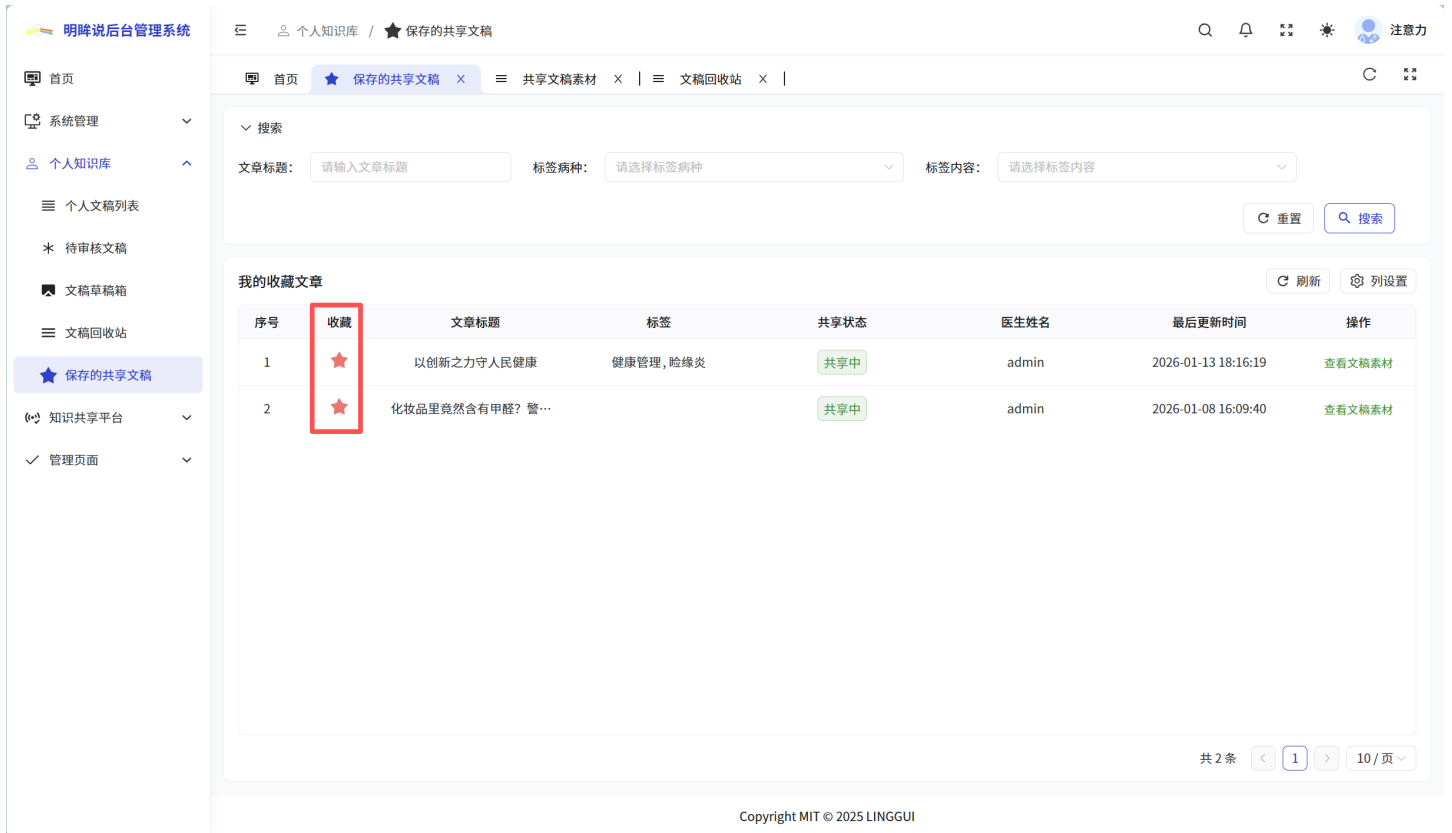 明眸说后台管理系统
个人知识库 / 保存的共享文稿
注意力
首页
系统管理
个人知识库
个人文稿列表
待审核文稿
文稿草稿箱
文稿回收站
保存的共享文稿
知识共享平台
管理页面
首页 保存的共享文稿 共享文稿素材 文稿回收站
搜索
文章标题: 请输入文章标题 标签病种: 请选择标签病种 标签内容: 请选择标签内容
重置 搜索
我的收藏文章 刷新 列设置
序号 收藏 文章标题 标签 共享状态 医生姓名 最后更新时间 操作
1 以创新之力守人民健康 健康管理,睑缘炎 共享中 admin 2026-01-13 18:16:19 查看文稿素材
2 化妆品里竟然含有甲醛？警… 共享中 admin 2026-01-08 16:09:40 查看文稿素材
共 2 条 1 10 / 页
Copyright MIT © 2025 LINGGUI